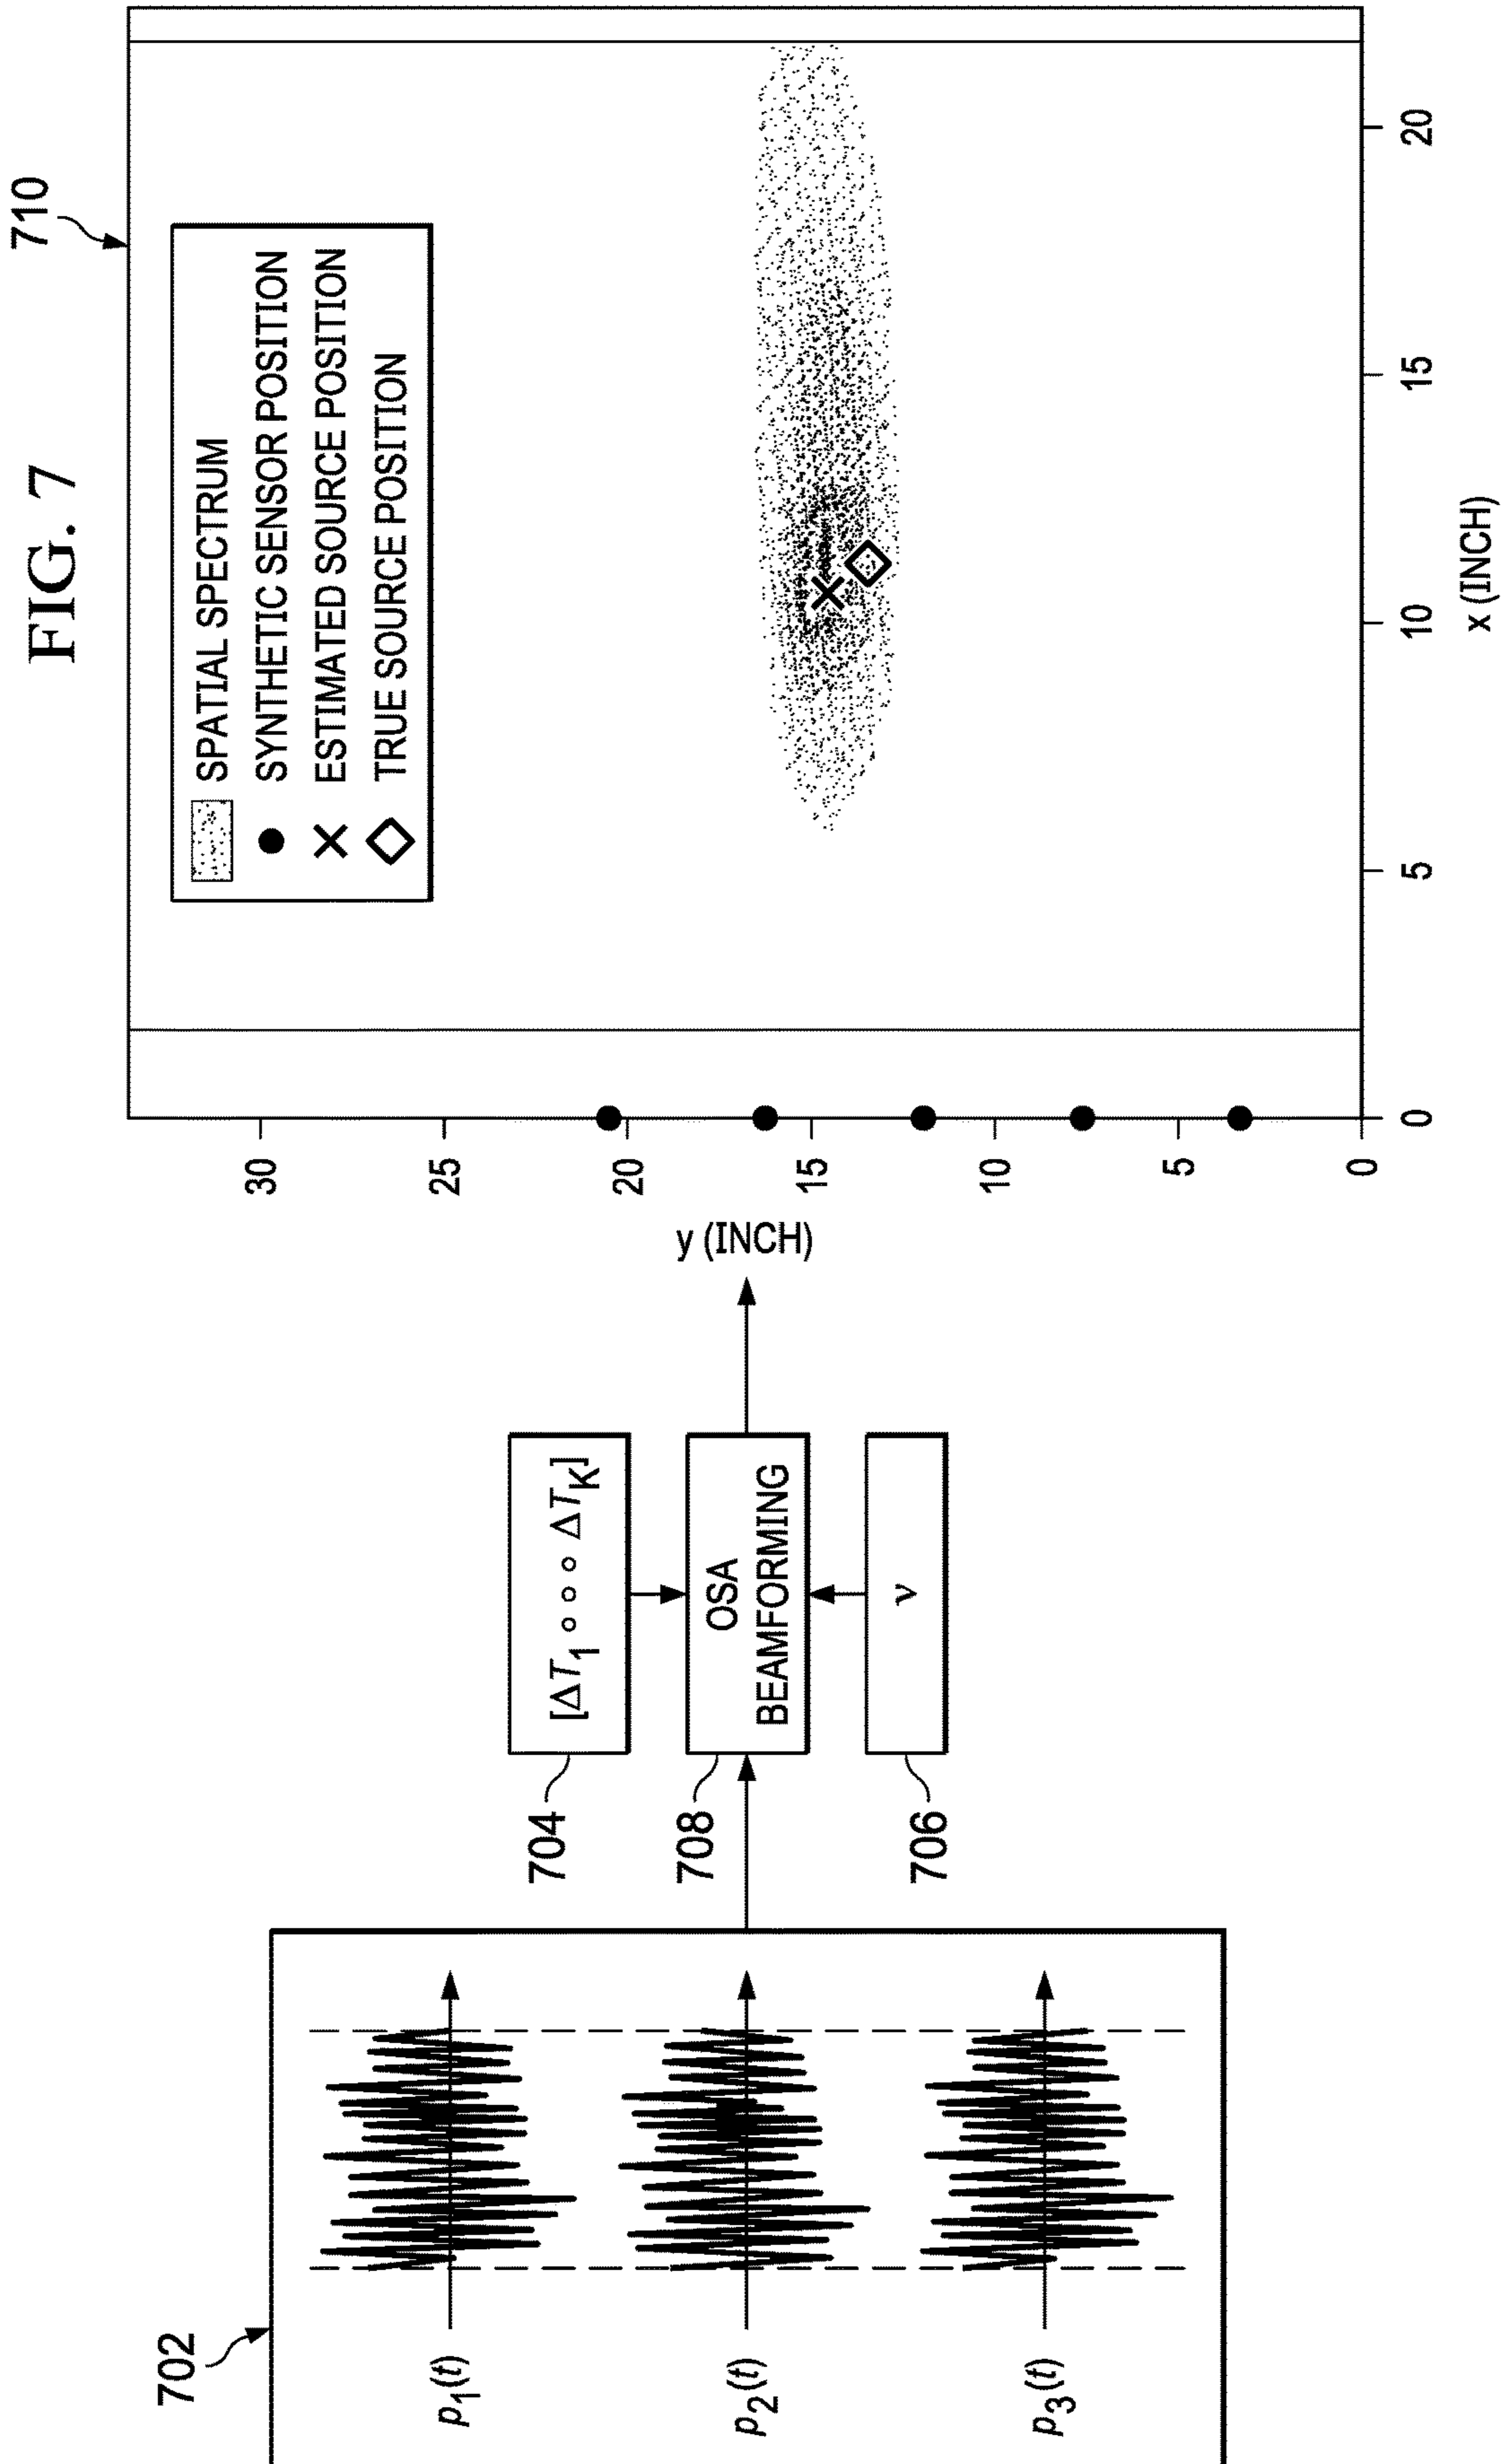 FIG. 7
702
p1(t)
p2(t)
p3(t)
704
[ΔT1 ∘ ∘ ∘ ΔTK]
708
OSA
BEAMFORMING
706
v
710
SPATIAL SPECTRUM
SYNTHETIC SENSOR POSITION
ESTIMATED SOURCE POSITION
TRUE SOURCE POSITION
y (INCH)
30
25
20
15
10
5
0
0
5
10
15
20
x (INCH)